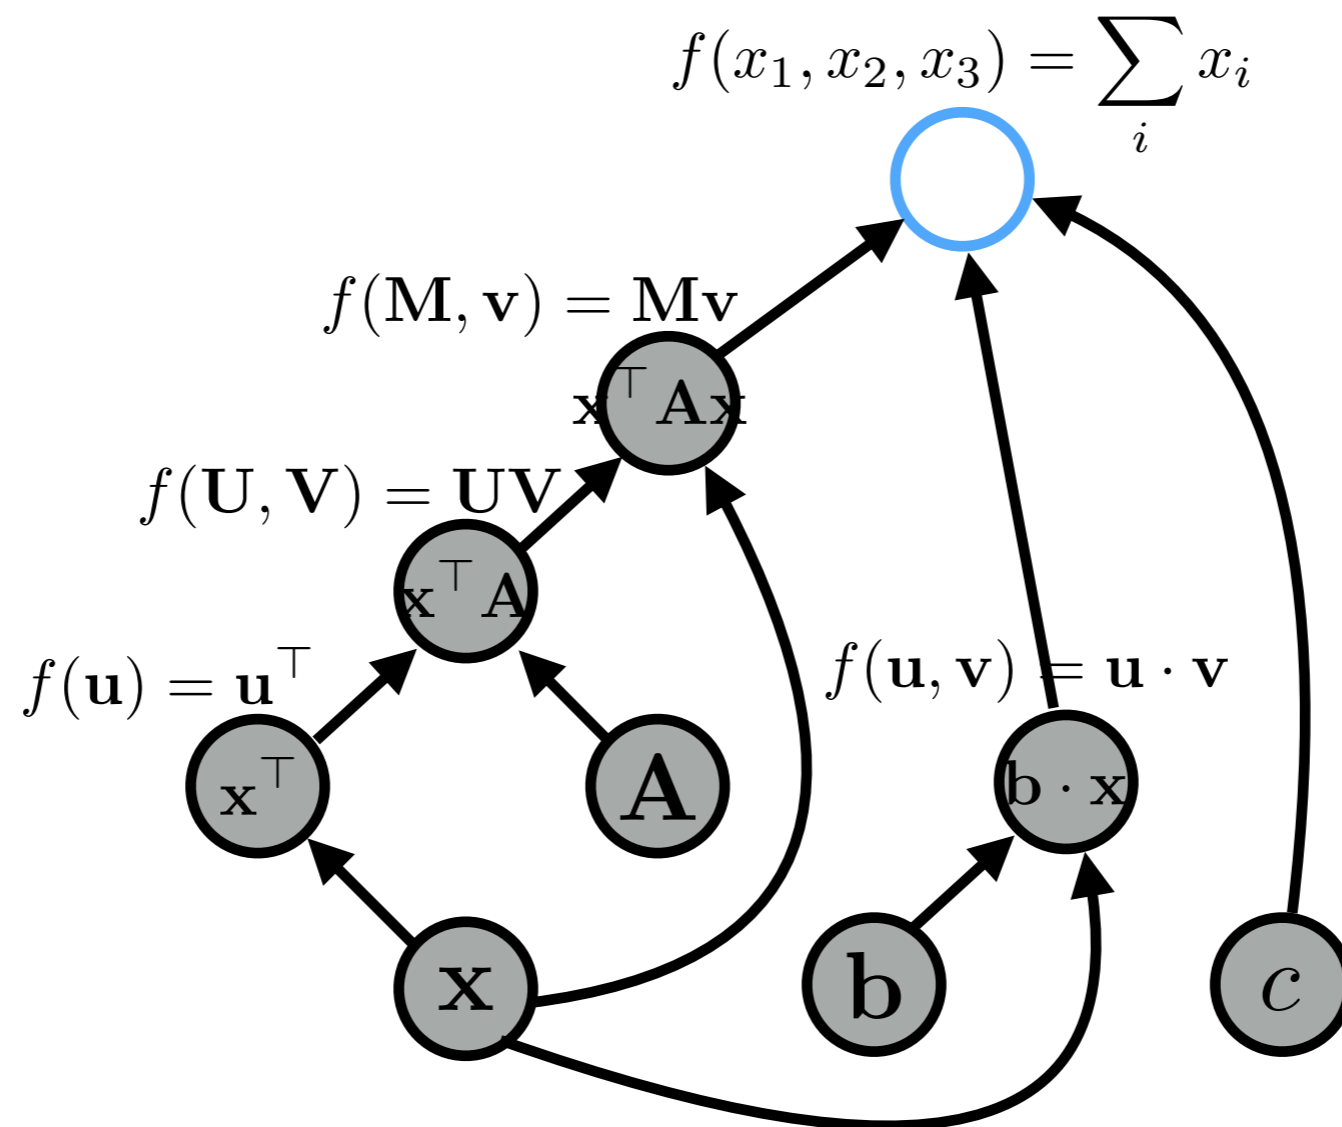 f(x₁, x₂, x₃) = ∑ᵢ xᵢ
f(𝐌, 𝐯) = 𝐌𝐯
𝐱⊤𝐀𝐱
f(𝐔, 𝐕) = 𝐔𝐕
𝐱⊤𝐀
f(𝐮) = 𝐮⊤
f(𝐮, 𝐯) = 𝐮 · 𝐯
𝐱⊤
𝐀
𝐛 · 𝐱
𝐱
𝐛
c